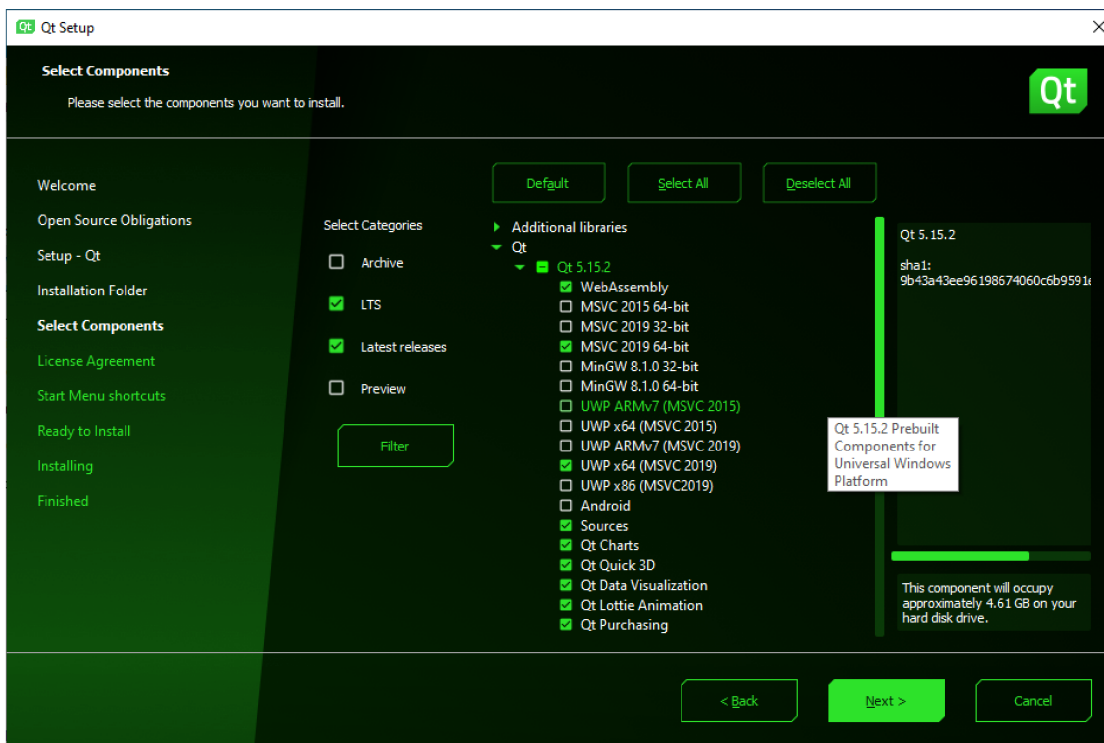 Qt Setup
Select Components
Please select the components you want to install.
Qt
Welcome
Open Source Obligations
Setup - Qt
Installation Folder
Select Components
License Agreement
Start Menu shortcuts
Ready to Install
Installing
Finished
Select Categories
Archive
LTS
Latest releases
Preview
Filter
Default
Select All
Deselect All
Additional libraries
Qt
Qt 5.15.2
WebAssembly
MSVC 2015 64-bit
MSVC 2019 32-bit
MSVC 2019 64-bit
MinGW 8.1.0 32-bit
MinGW 8.1.0 64-bit
UWP ARMv7 (MSVC 2015)
UWP x64 (MSVC 2015)
UWP ARMv7 (MSVC 2019)
UWP x64 (MSVC 2019)
UWP x86 (MSVC2019)
Android
Sources
Qt Charts
Qt Quick 3D
Qt Data Visualization
Qt Lottie Animation
Qt Purchasing
Qt 5.15.2 Prebuilt
Components for
Universal Windows
Platform
Qt 5.15.2
sha1:
9b43a43ee96198674060c6b9591e
This component will occupy
approximately 4.61 GB on your
hard disk drive.
< Back
Next >
Cancel